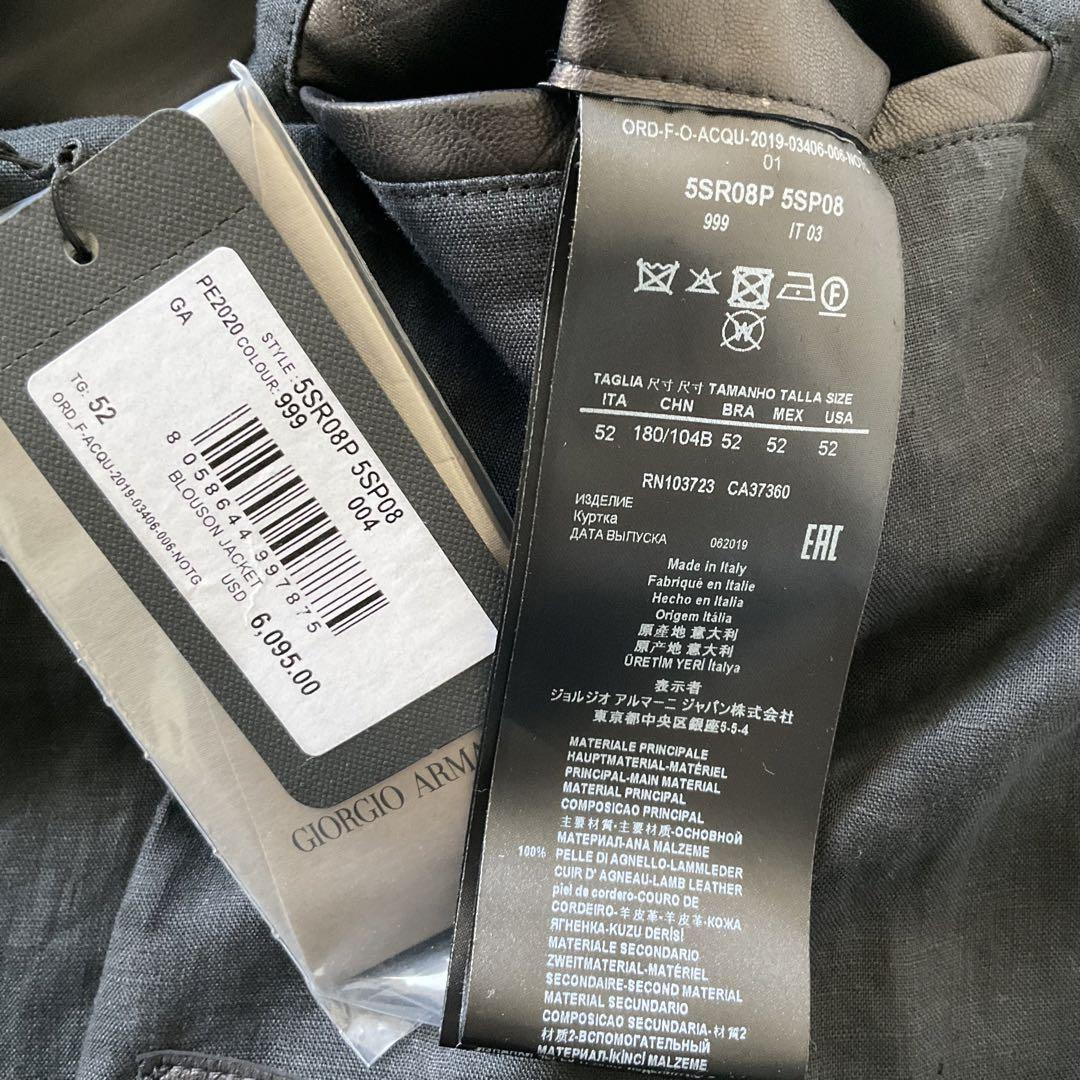 STYLE : 5SR08P 5SP08
PE2020 COLOUR: 999 004
GA
8 058644 997875
TG: 52 BLOUSON JACKET
ORD_F-ACQU-2019-03406-006-NOTG USD 6,095.00
GIORGIO ARMA
ORD-F-O-ACQU-2019-03406-006-NOTG
01
5SR08P 5SP08
999 IT 03
F
W
TAGLIA 尺寸 尺寸 TAMANHO TALLA SIZE
ITA CHN BRA MEX USA
52 180/104B 52 52 52
RN103723 CA37360
ИЗДЕЛИЕ
Куртка
ДАТА ВЫПУСКА 062019
EAC
Made in Italy
Fabriqué en Italie
Hecho en Italia
Origem Itália
原産地 意大利
原产地 意大利
ÜRETİM YERİ İtalya
表示者
ジョルジオ アルマーニ ジャパン株式会社
東京都中央区銀座5-5-4
MATERIALE PRINCIPALE
HAUPTMATERIAL-MATÉRIEL
PRINCIPAL-MAIN MATERIAL
MATERIAL PRINCIPAL
COMPOSICAO PRINCIPAL
主要材質-主要材质-ОСНОВНОЙ
МАТЕРИАЛ-ANA MALZEME
100% PELLE DI AGNELLO-LAMMLEDER
CUIR D' AGNEAU-LAMB LEATHER
piel de cordero-COURO DE
CORDEIRO-羊皮革-羊皮革-КОЖА
ЯГНЕНКА-KUZU DERİSİ
MATERIALE SECONDARIO
ZWEITMATERIAL-MATÉRIEL
SECONDAIRE-SECOND MATERIAL
MATERIAL SECUNDARIO
COMPOSICAO SECUNDARIA-材質2
材质2-ВСПОМОГАТЕЛЬНЫЙ
МАТЕРИАЛ-İKİNCİ MALZEME